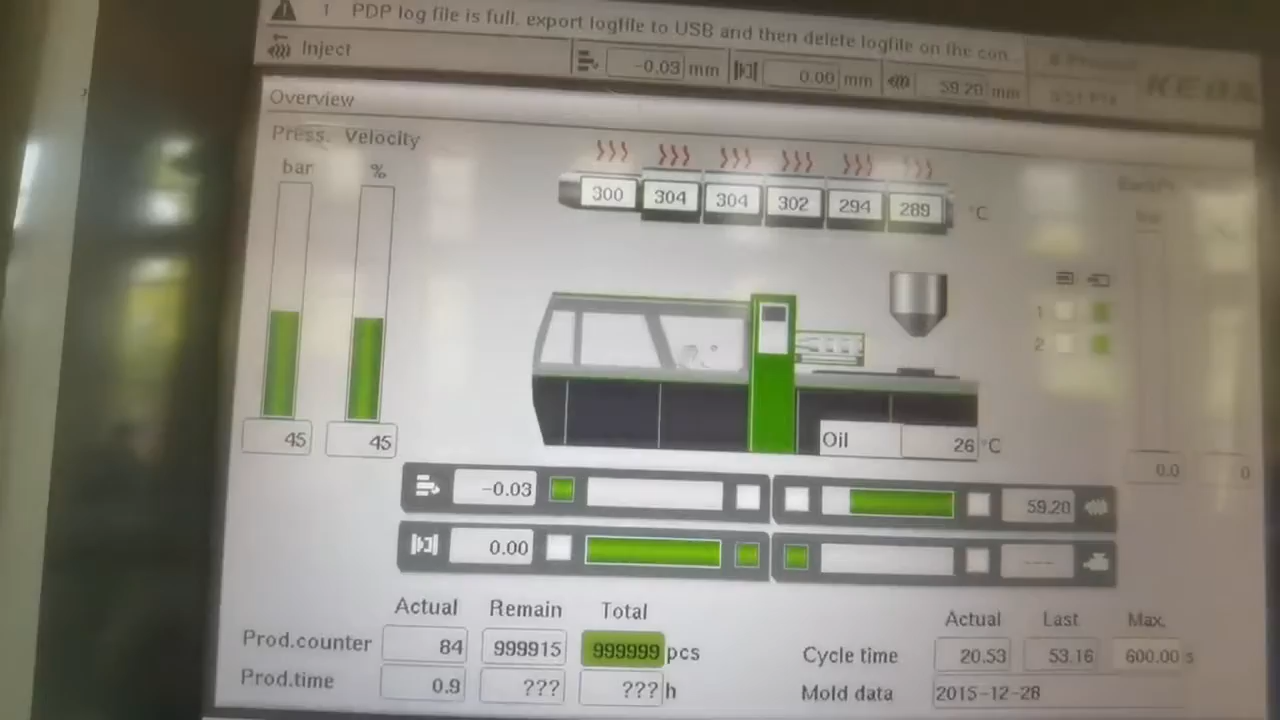 1 PDP log file is full, export logfile to USB and then delete logfile on the con...
Inject -0.03 mm 0.00 mm 59.20 mm
KEBA
Overview
Press. Velocity
bar %
300 304 304 302 294 289 °C
1
2
Oil 26 °C
45 45
0.0 0
-0.03 59.20
0.00 ---
Actual Remain Total
Prod.counter 84 999915 999999 pcs
Prod.time 0.9 ??? ??? h
Actual Last Max.
Cycle time 20.53 53.16 600.00 s
Mold data 2015-12-28